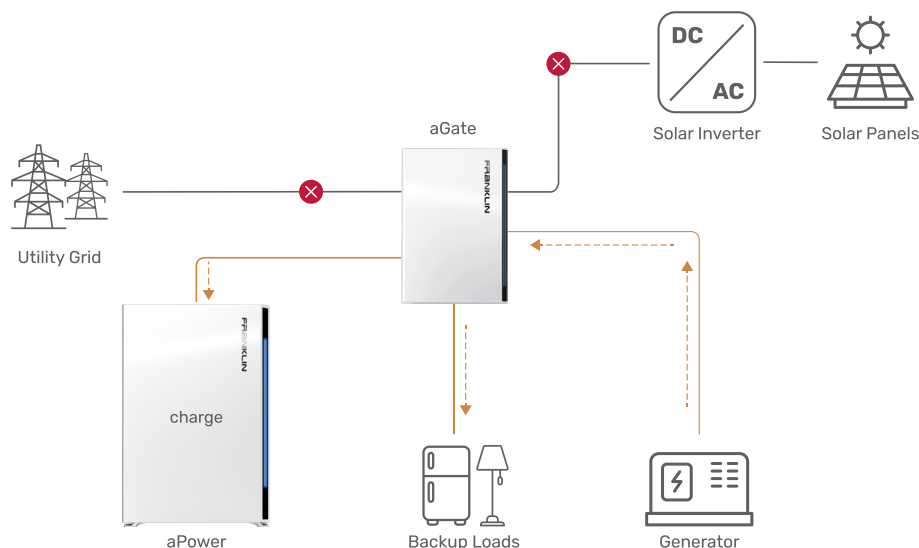 DC
AC
Solar Inverter
Solar Panels
aGate
FRANKLIN
Utility Grid
FRANKLIN
charge
aPower
Backup Loads
Generator